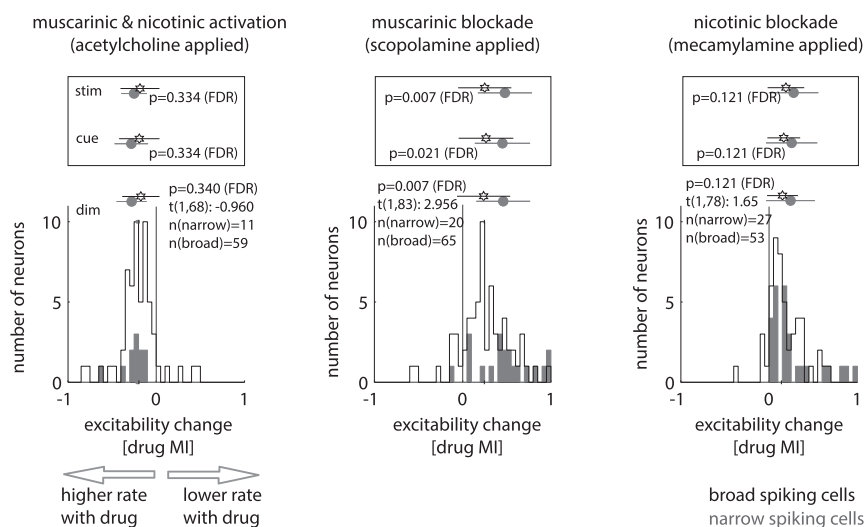 muscarinic & nicotinic activation
(acetylcholine applied)
stim
p=0.334 (FDR)
cue
p=0.334 (FDR)
dim
p=0.340 (FDR)
t(1,68): -0.960
n(narrow)=11
n(broad)=59
number of neurons
10
5
0
-1
0
1
excitability change
[drug MI]
higher rate
with drug
lower rate
with drug
muscarinic blockade
(scopolamine applied)
p=0.007 (FDR)
p=0.021 (FDR)
p=0.007 (FDR)
t(1,83): 2.956
n(narrow)=20
n(broad)=65
number of neurons
10
5
0
-1
0
1
excitability change
[drug MI]
nicotinic blockade
(mecamylamine applied)
p=0.121 (FDR)
p=0.121 (FDR)
p=0.121 (FDR)
t(1,78): 1.65
n(narrow)=27
n(broad)=53
number of neurons
10
5
0
-1
0
1
excitability change
[drug MI]
broad spiking cells
narrow spiking cells